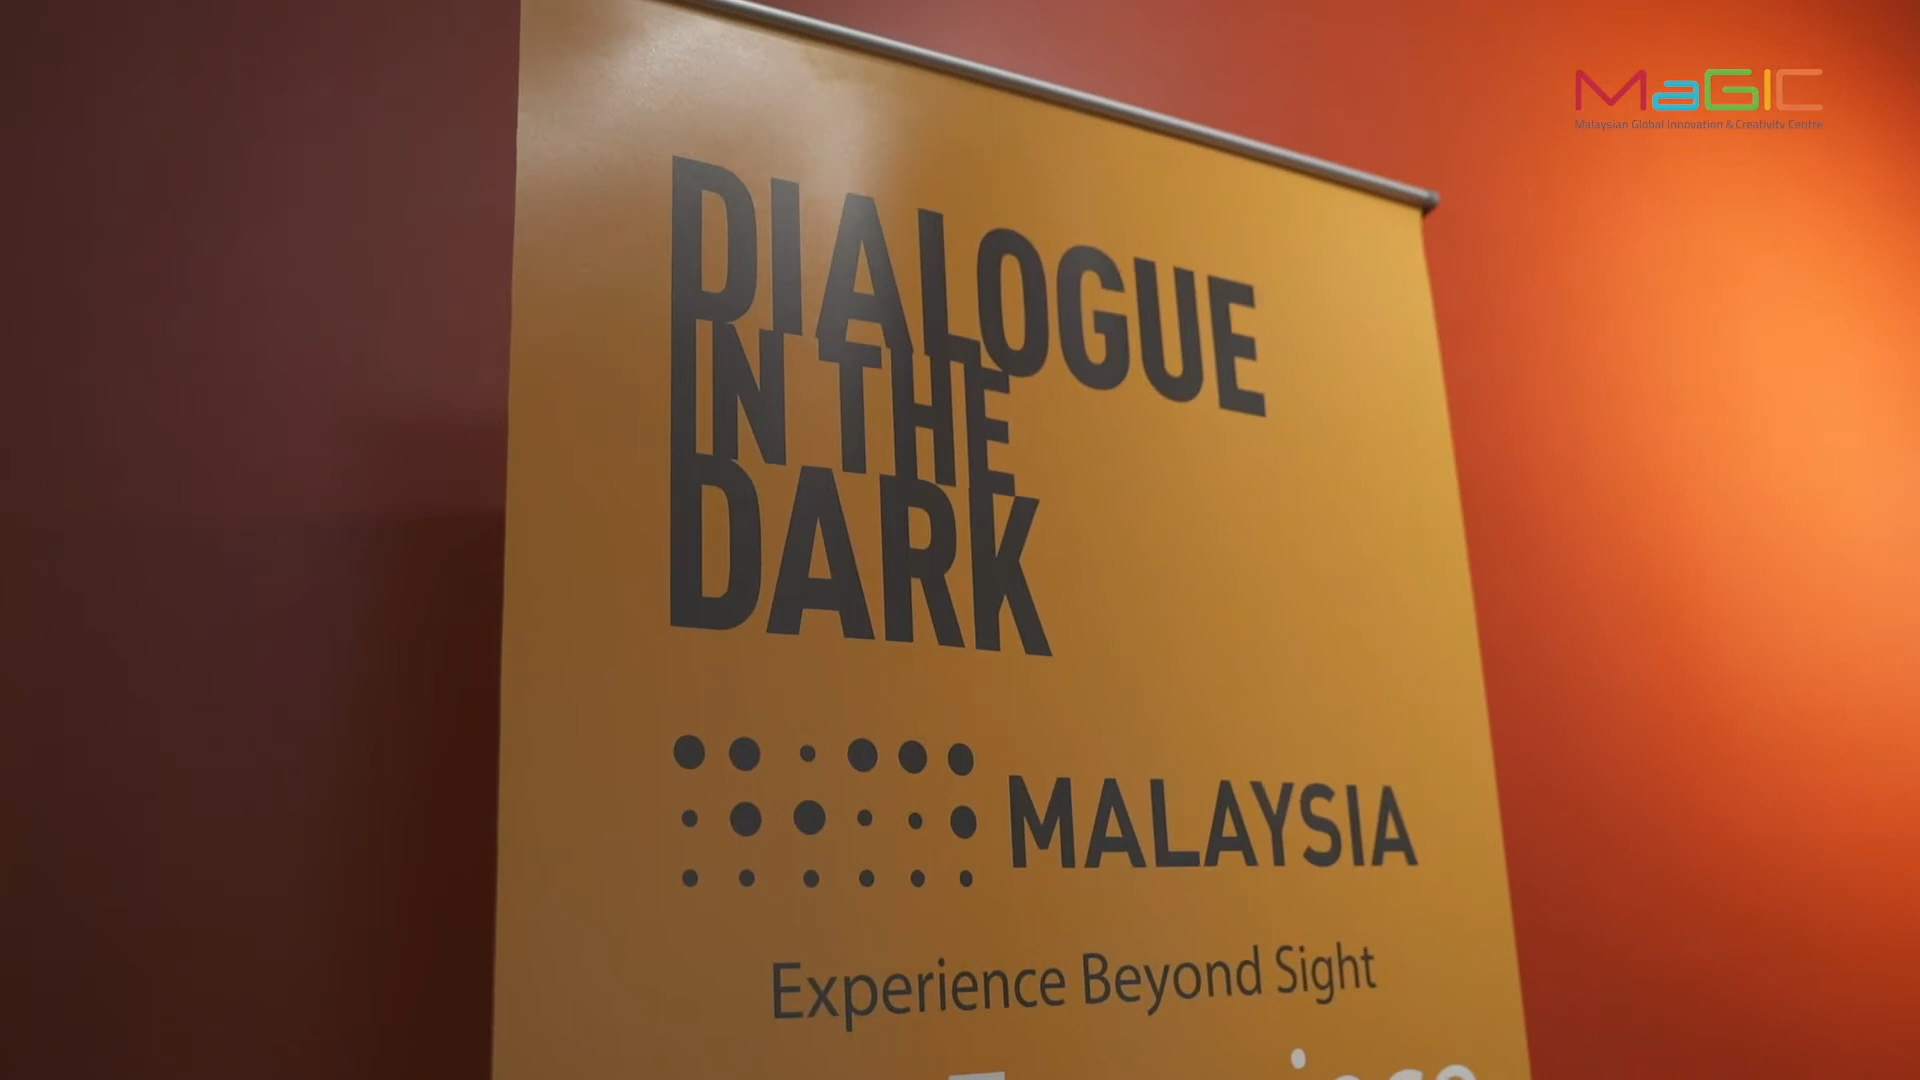 MaGIC
Malaysian Global Innovation & Creativity Centre
DIALOGUE
IN THE
DARK
MALAYSIA
Experience Beyond Sight